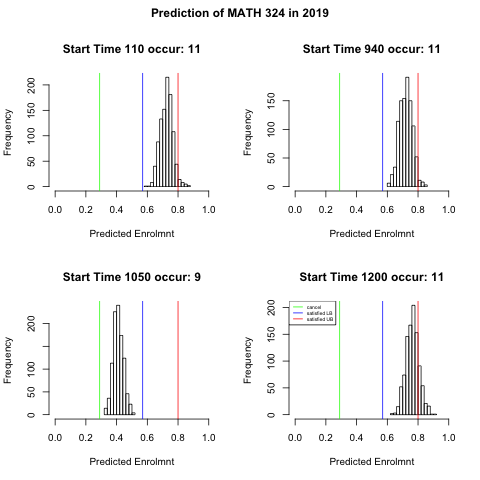 Prediction of MATH 324 in 2019
Start Time 110 occur: 11
Frequency
200
150
100
50
0
0.0 0.2 0.4 0.6 0.8 1.0
Predicted Enrolmnt
Start Time 940 occur: 11
Frequency
150
100
50
0
0.0 0.2 0.4 0.6 0.8 1.0
Predicted Enrolmnt
Start Time 1050 occur: 9
Frequency
200
100
50
0
0.0 0.2 0.4 0.6 0.8 1.0
Predicted Enrolmnt
Start Time 1200 occur: 11
cancel
satisfied LB
satisfied UB
Frequency
200
150
100
50
0
0.0 0.2 0.4 0.6 0.8 1.0
Predicted Enrolmnt